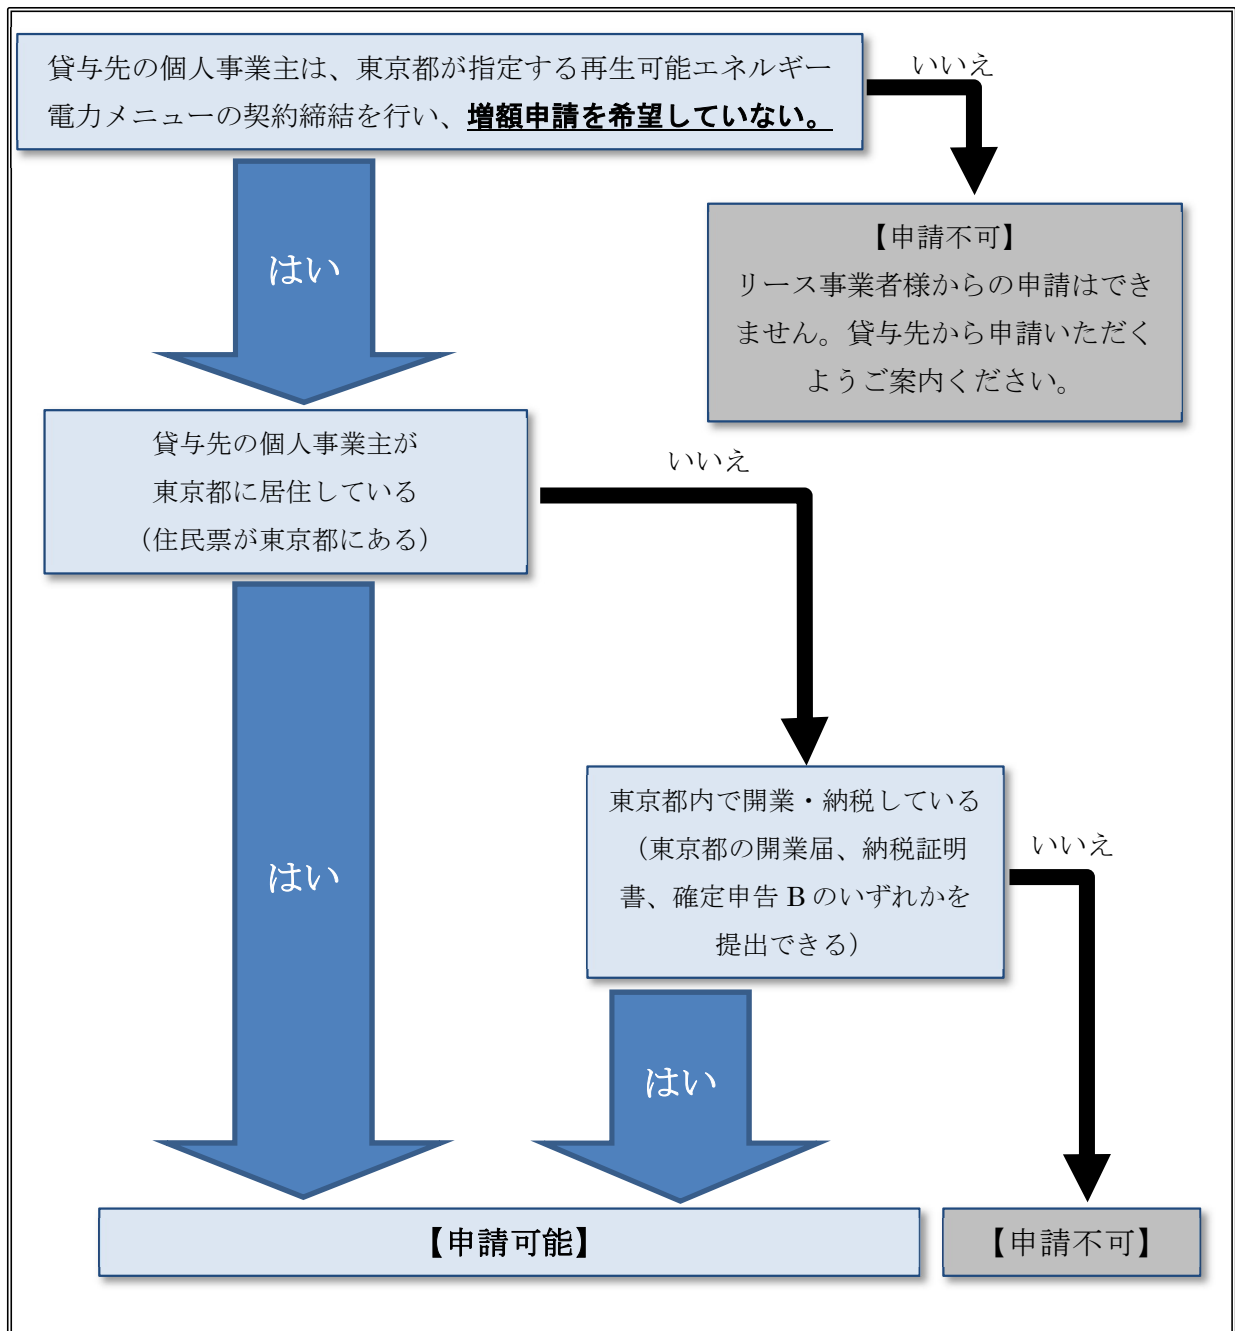 貸与先の個人事業主は、東京都が指定する再生可能エネルギー
電力メニューの契約締結を行い、増額申請を希望していない。
いいえ
はい
【申請不可】
リース事業者様からの申請はでき
ません。貸与先から申請いただく
ようご案内ください。
貸与先の個人事業主が
東京都に居住している
（住民票が東京都にある）
いいえ
はい
東京都内で開業・納税している
（東京都の開業届、納税証明
書、確定申告 B のいずれかを
提出できる）
いいえ
はい
【申請可能】
【申請不可】